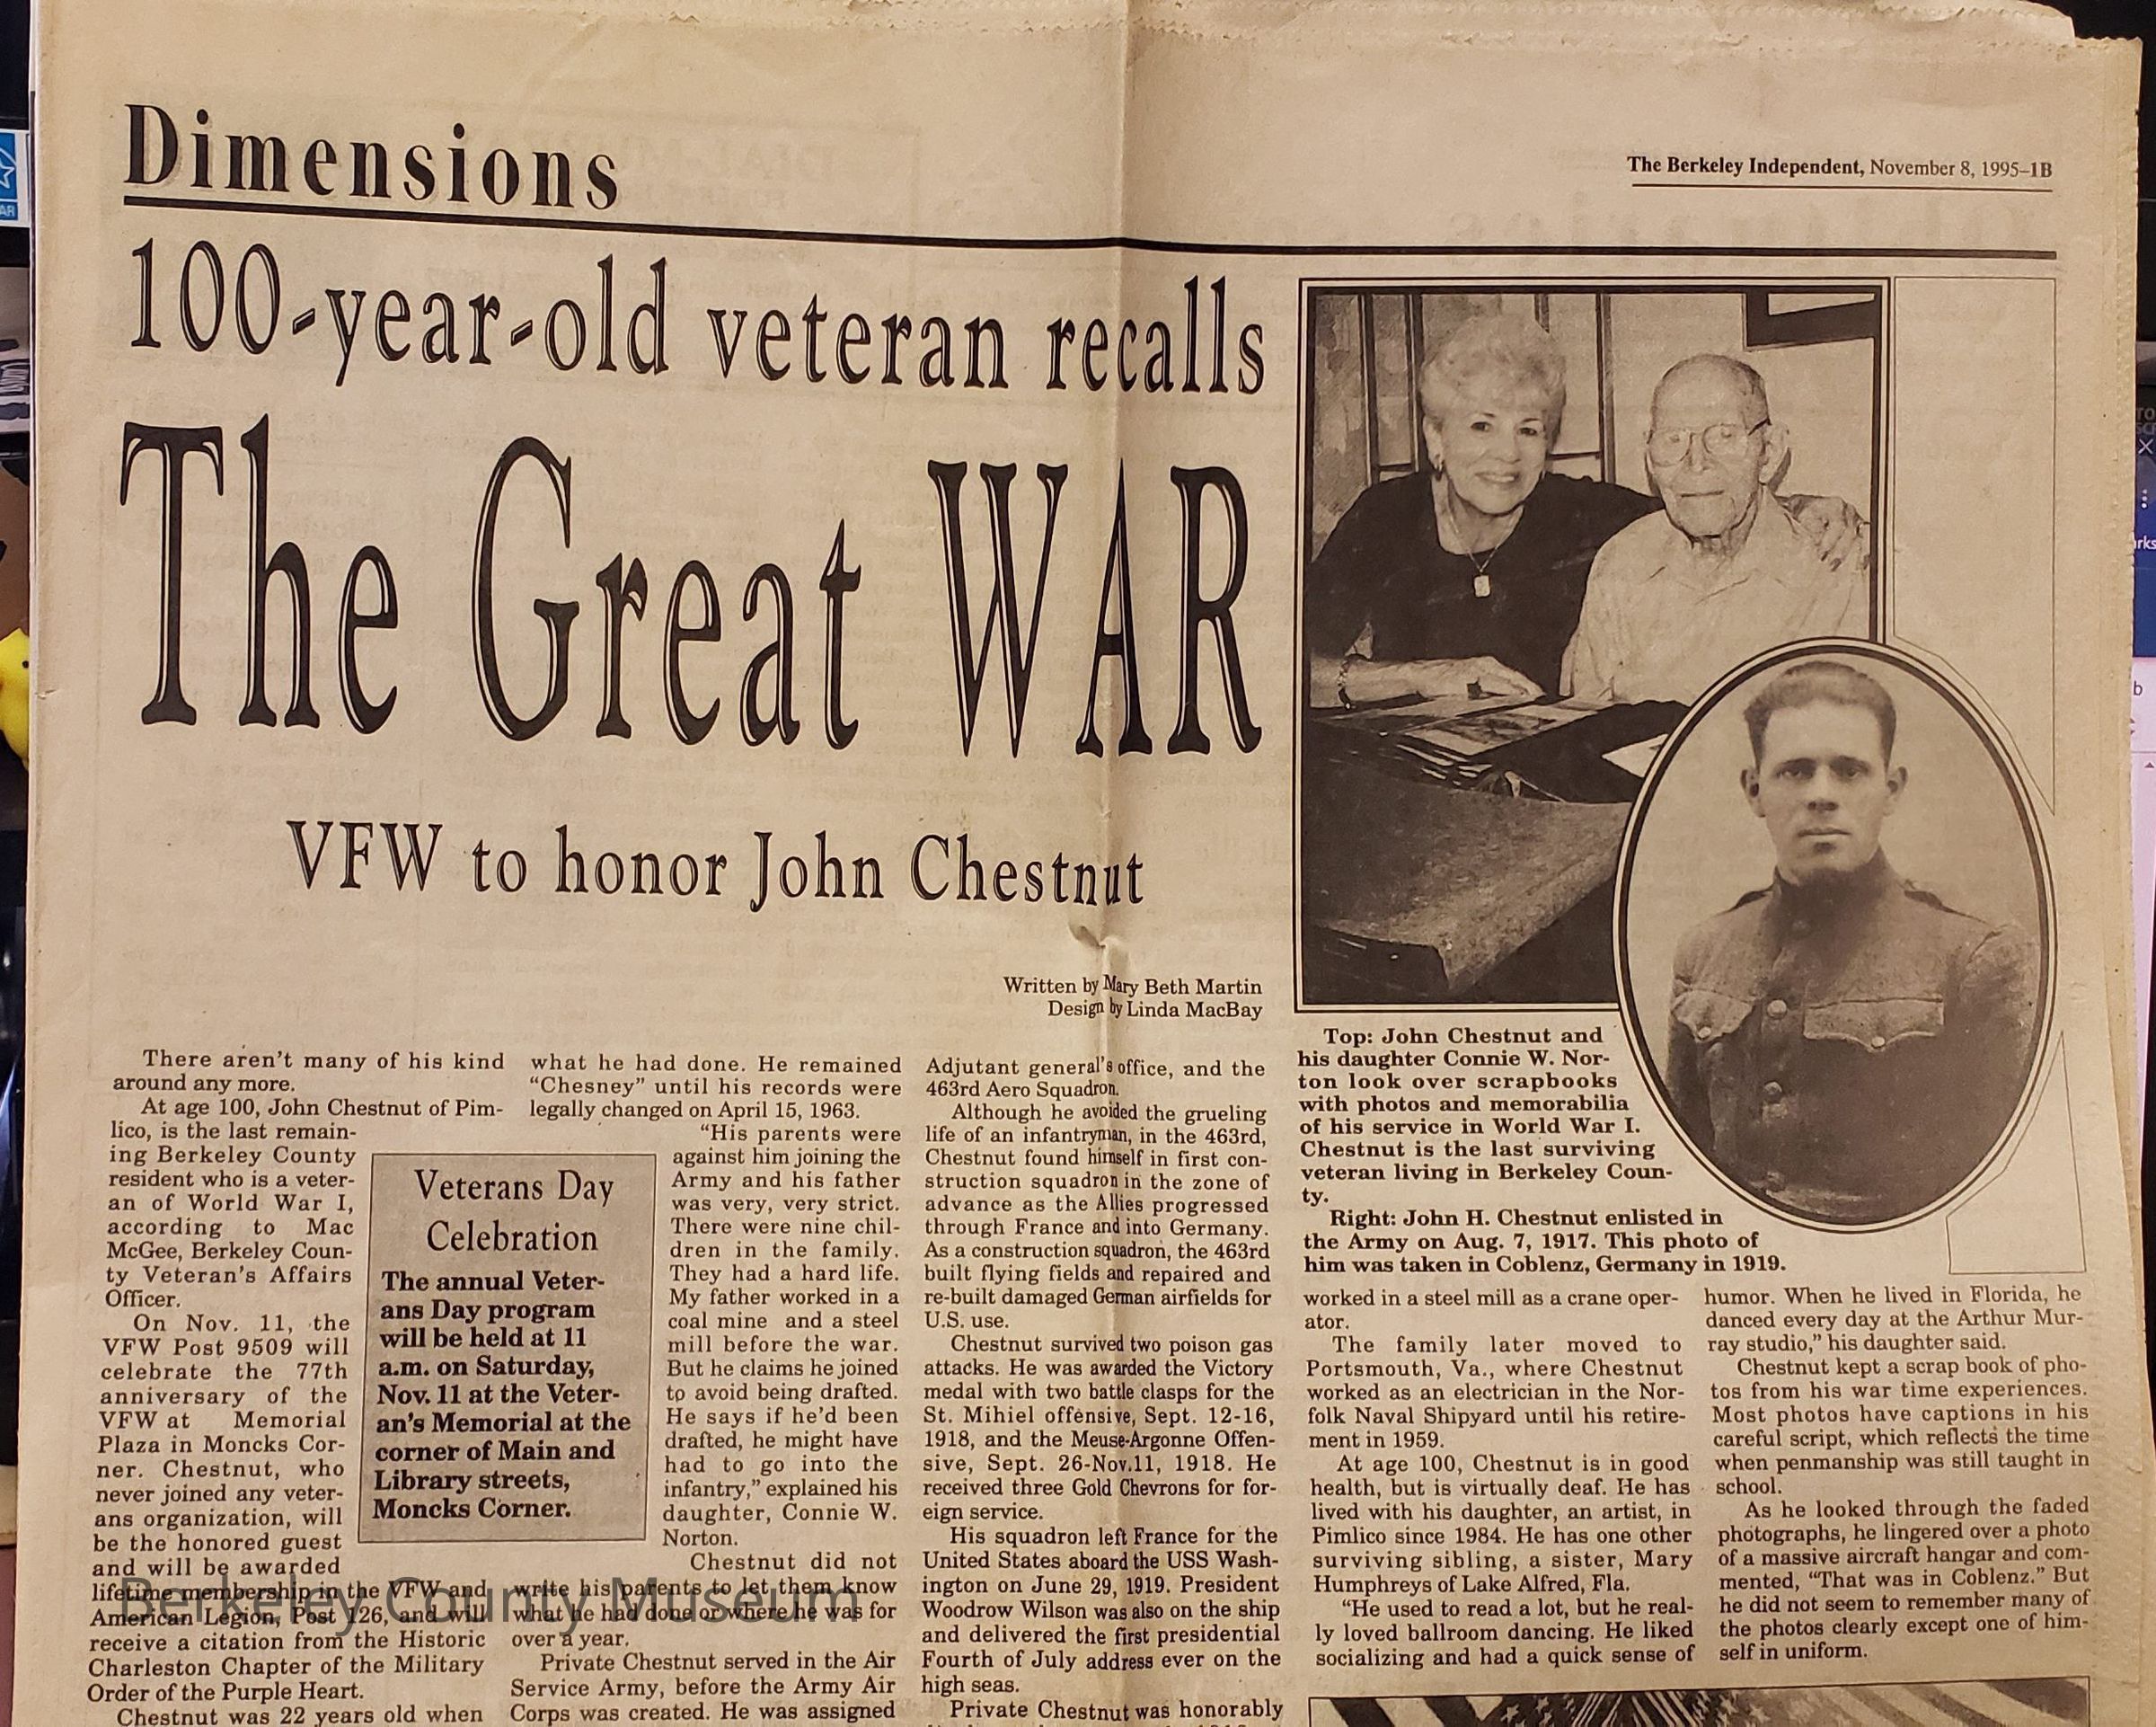 Dimensions
The Berkeley Independent, November 8, 1995–1B
100-year-old veteran recalls
The Great WAR
VFW to honor John Chestnut
Written by Mary Beth Martin
Design by Linda MacBay
There aren't many of his kind
around any more.
At age 100, John Chestnut of Pim-
lico, is the last remain-
ing Berkeley County
resident who is a veter-
an of World War I,
according to Mac
McGee, Berkeley Coun-
ty Veteran's Affairs
Officer.
On Nov. 11, the
VFW Post 9509 will
celebrate the 77th
anniversary of the
VFW at Memorial
Plaza in Moncks Cor-
ner. Chestnut, who
never joined any veter-
ans organization, will
be the honored guest
and will be awarded
lifetime membership in the VFW and
American Legion, Post 126, and will
receive a citation from the Historic
Charleston Chapter of the Military
Order of the Purple Heart.
Chestnut was 22 years old when
Veterans Day
Celebration
The annual Veter-
ans Day program
will be held at 11
a.m. on Saturday,
Nov. 11 at the Veter-
an's Memorial at the
corner of Main and
Library streets,
Moncks Corner.
what he had done. He remained
"Chesney" until his records were
legally changed on April 15, 1963.
"His parents were
against him joining the
Army and his father
was very, very strict.
There were nine chil-
dren in the family.
They had a hard life.
My father worked in a
coal mine and a steel
mill before the war.
But he claims he joined
to avoid being drafted.
He says if he'd been
drafted, he might have
had to go into the
infantry," explained his
daughter, Connie W.
Norton.
Chestnut did not
write his parents to let them know
what he had done or where he was for
over a year.
Private Chestnut served in the Air
Service Army, before the Army Air
Corps was created. He was assigned
Adjutant general's office, and the
463rd Aero Squadron.
Although he avoided the grueling
life of an infantryman, in the 463rd,
Chestnut found himself in first con-
struction squadron in the zone of
advance as the Allies progressed
through France and into Germany.
As a construction squadron, the 463rd
built flying fields and repaired and
re-built damaged German airfields for
U.S. use.
Chestnut survived two poison gas
attacks. He was awarded the Victory
medal with two battle clasps for the
St. Mihiel offensive, Sept. 12-16,
1918, and the Meuse-Argonne Offen-
sive, Sept. 26-Nov.11, 1918. He
received three Gold Chevrons for for-
eign service.
His squadron left France for the
United States aboard the USS Wash-
ington on June 29, 1919. President
Woodrow Wilson was also on the ship
and delivered the first presidential
Fourth of July address ever on the
high seas.
Private Chestnut was honorably
Top: John Chestnut and
his daughter Connie W. Nor-
ton look over scrapbooks
with photos and memorabilia
of his service in World War I.
Chestnut is the last surviving
veteran living in Berkeley Coun-
ty.
Right: John H. Chestnut enlisted in
the Army on Aug. 7, 1917. This photo of
him was taken in Coblenz, Germany in 1919.
worked in a steel mill as a crane oper-
ator.
The family later moved to
Portsmouth, Va., where Chestnut
worked as an electrician in the Nor-
folk Naval Shipyard until his retire-
ment in 1959.
At age 100, Chestnut is in good
health, but is virtually deaf. He has
lived with his daughter, an artist, in
Pimlico since 1984. He has one other
surviving sibling, a sister, Mary
Humphreys of Lake Alfred, Fla.
"He used to read a lot, but he real-
ly loved ballroom dancing. He liked
socializing and had a quick sense of
humor. When he lived in Florida, he
danced every day at the Arthur Mur-
ray studio," his daughter said.
Chestnut kept a scrap book of pho-
tos from his war time experiences.
Most photos have captions in his
careful script, which reflects the time
when penmanship was still taught in
school.
As he looked through the faded
photographs, he lingered over a photo
of a massive aircraft hangar and com-
mented, "That was in Coblenz." But
he did not seem to remember many of
the photos clearly except one of him-
self in uniform.
Berkeley County Museum